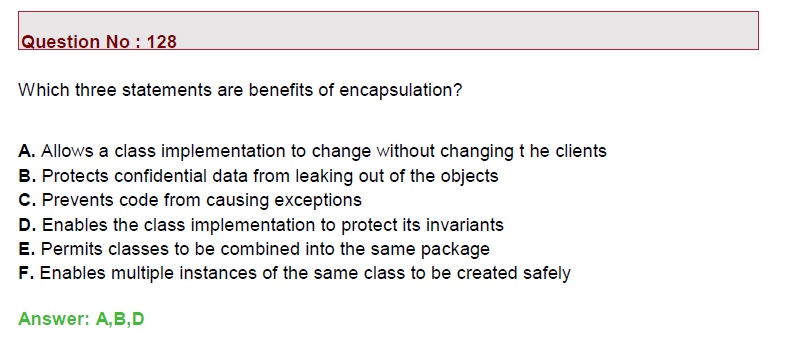 Question No : 128
Which three statements are benefits of encapsulation?
A. Allows a class implementation to change without changing t he clients
B. Protects confidential data from leaking out of the objects
C. Prevents code from causing exceptions
D. Enables the class implementation to protect its invariants
E. Permits classes to be combined into the same package
F. Enables multiple instances of the same class to be created safely
Answer: A,B,D